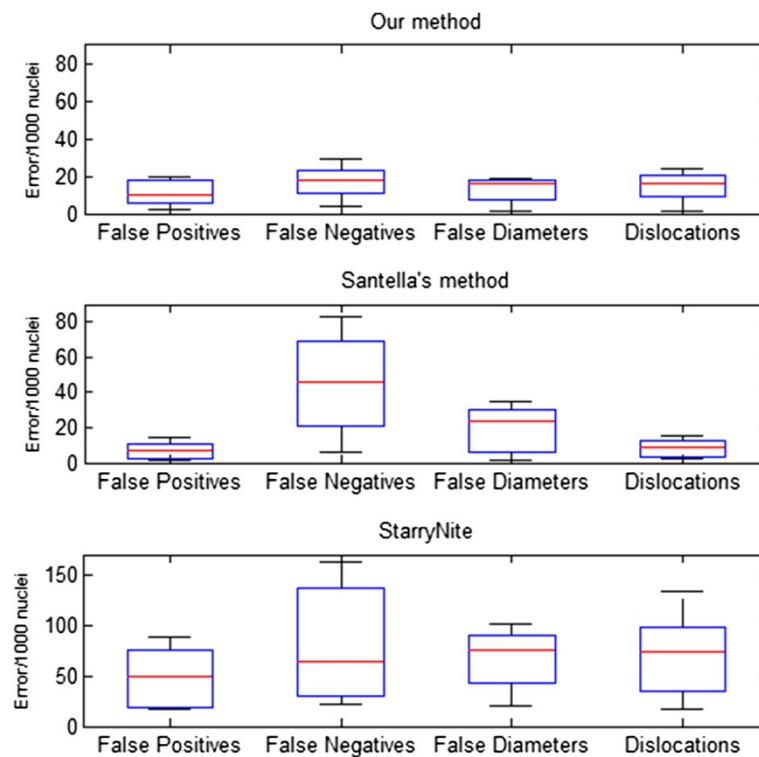 Our method
Error/1000 nuclei
80
60
40
20
0
False Positives False Negatives False Diameters Dislocations
Santella's method
Error/1000 nuclei
80
60
40
20
0
False Positives False Negatives False Diameters Dislocations
StarryNite
Error/1000 nuclei
150
100
50
0
False Positives False Negatives False Diameters Dislocations